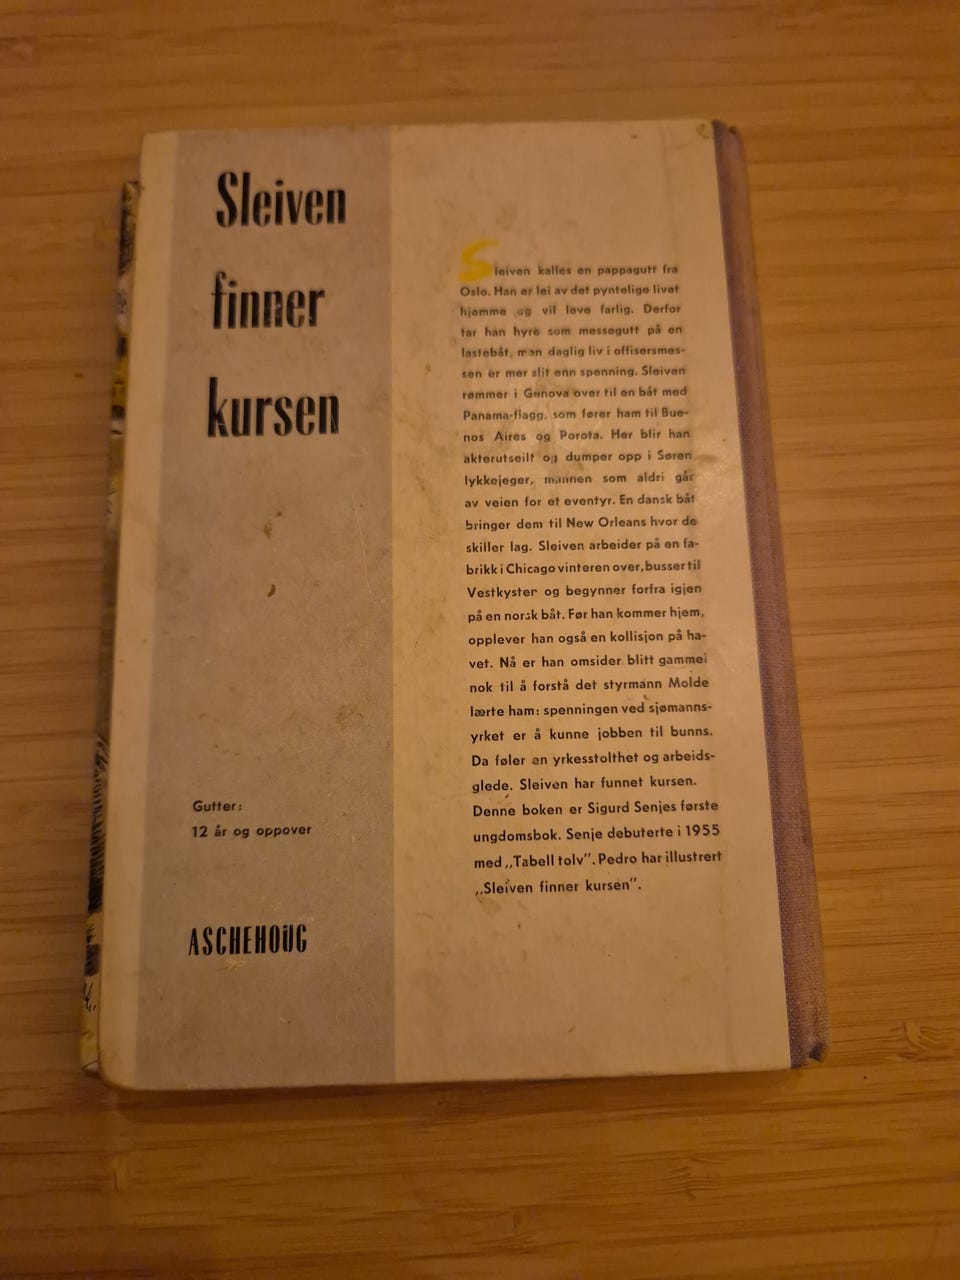 Sleiven
finner
kursen
Gutter:
12 år og oppover
ASCHEHOUG
Sleiven kalles en pappagutt fra
Oslo. Han er lei av det pyntelige livet
hjemme og vil leve farlig. Derfor
tar han hyre som messegutt på en
lastebåt, men daglig liv i offisersmes-
sen er mer slit enn spenning. Sleiven
rømmer i Genova over til en båt med
Panama-flagg, som fører ham til Bue-
nos Aires og Porota. Her blir han
akterutseilt og dumper opp i Søren
lykkejeger, mannen som aldri går
av veien for et eventyr. En dansk båt
bringer dem til New Orleans hvor de
skiller lag. Sleiven arbeider på en fa-
brikk i Chicago vinteren over, busser til
Vestkysten og begynner forfra igjen
på en norsk båt. Før han kommer hjem,
opplever han også en kollisjon på ha-
vet. Nå er han omsider blitt gammel
nok til å forstå det styrmann Molde
lærte ham: spenningen ved sjømanns-
yrket er å kunne jobben til bunns.
Da føler en yrkesstolthet og arbeids-
glede. Sleiven har funnet kursen.
Denne boken er Sigurd Senjes første
ungdomsbok. Senje debuterte i 1955
med „Tabell tolv”. Pedro har illustrert
„Sleiven finner kursen”.